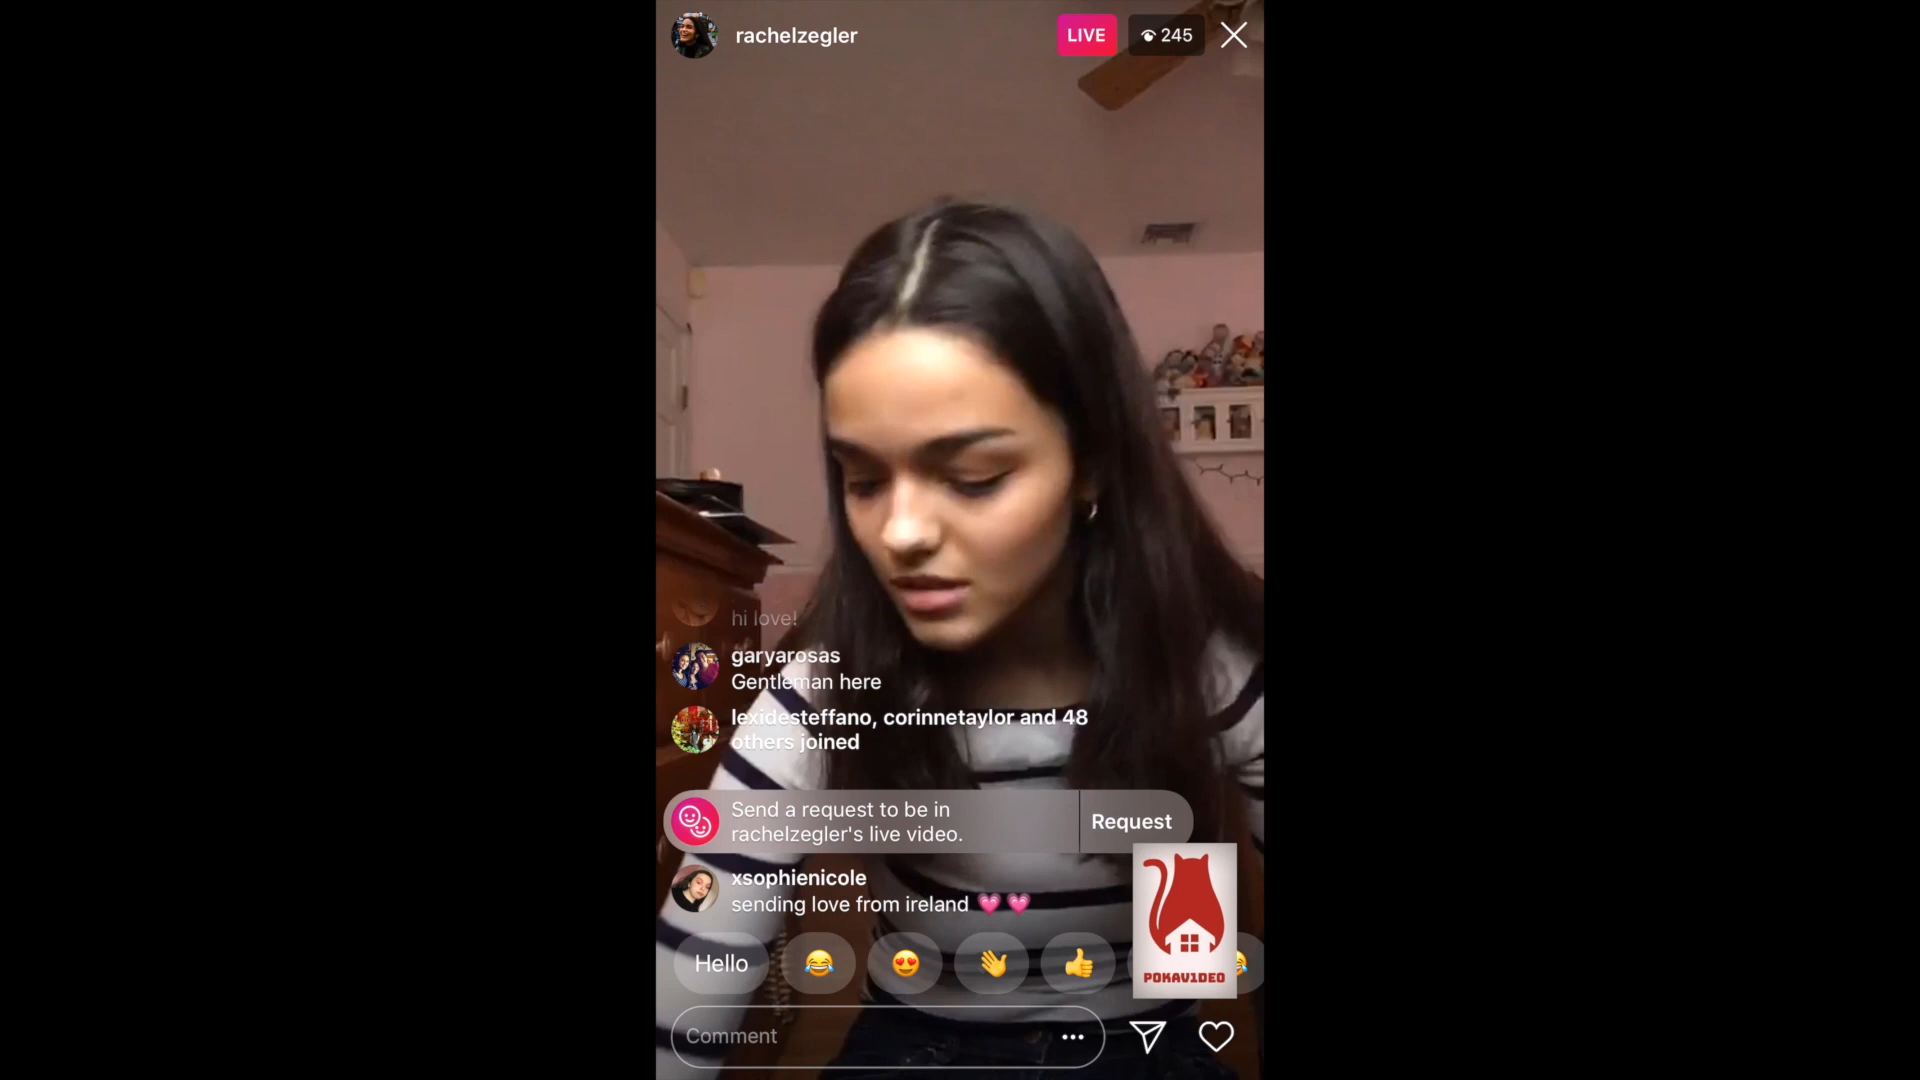 rachelzegler
LIVE
245
hi love!
garyarosas
Gentleman here
lexidesteffano, corinnetaylor and 48
others joined
Send a request to be in
rachelzegler's live video.
Request
xsophienicole
sending love from ireland 💗💗
Hello
POKAV1DEO
Comment